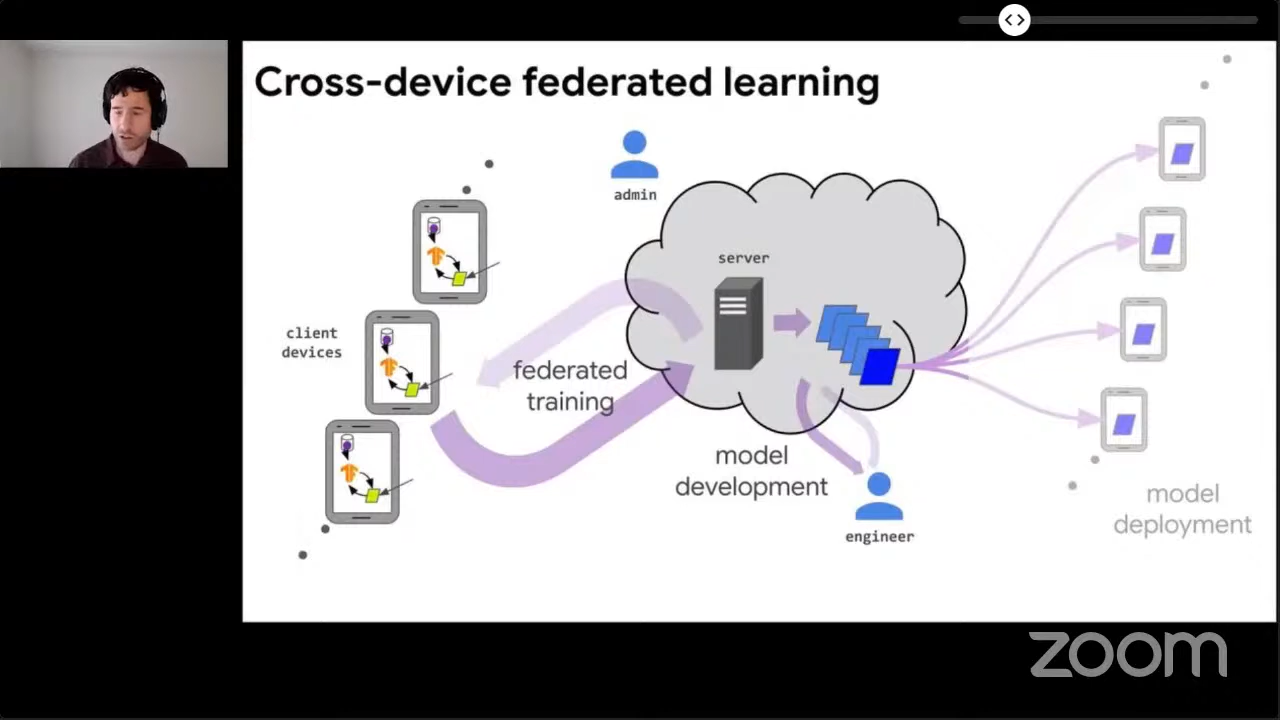 Cross-device federated learning
admin
server
client
devices
federated
training
model
development
engineer
model
deployment
zoom